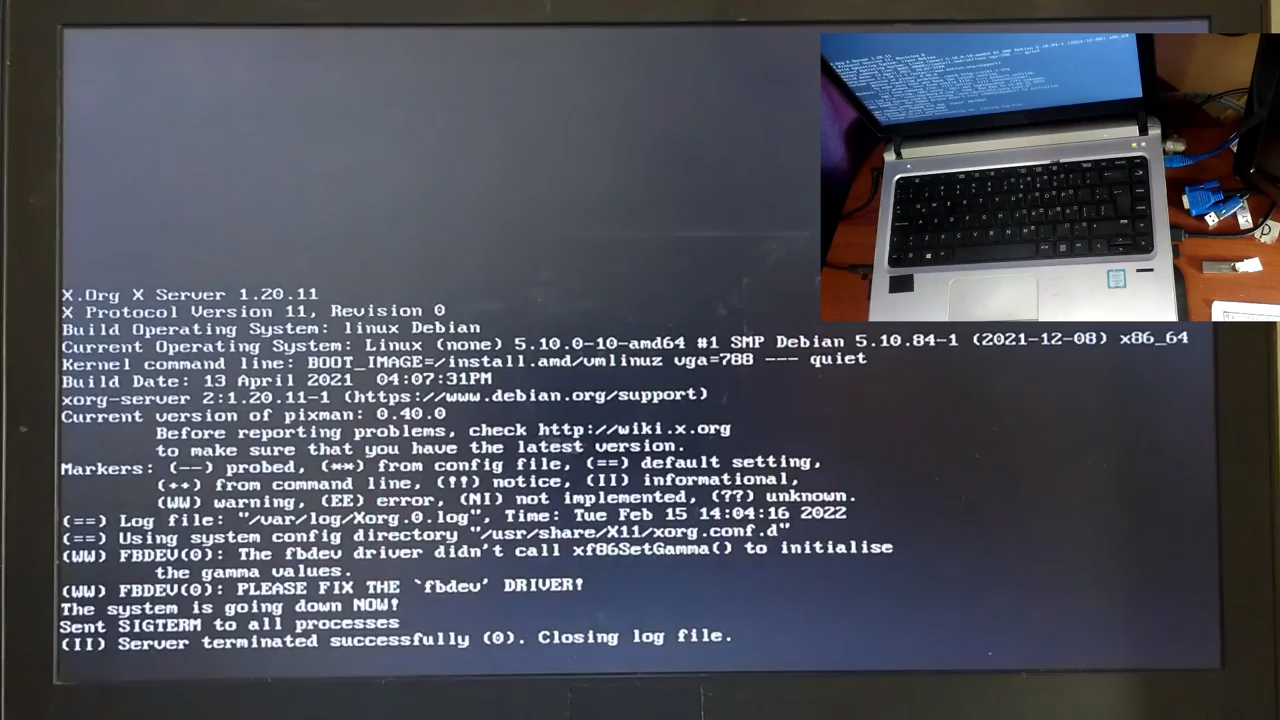 X.Org X Server 1.20.11
X Protocol Version 11, Revision 0
Build Operating System: linux Debian
Current Operating System: Linux (none) 5.10.0-10-amd64 #1 SMP Debian 5.10.84-1 (2021-12-08) x86_64
Kernel command line: BOOT_IMAGE=/install.amd/vmlinuz vga=788 --- quiet
Build Date: 13 April 2021  04:07:31PM
xorg-server 2:1.20.11-1 (https://www.debian.org/support)
Current version of pixman: 0.40.0
Before reporting problems, check http://wiki.x.org
to make sure that you have the latest version.
Markers: (--) probed, (**) from config file, (==) default setting,
(++) from command line, (!!) notice, (II) informational,
(WW) warning, (EE) error, (NI) not implemented, (??) unknown.
(==) Log file: "/var/log/Xorg.0.log", Time: Tue Feb 15 14:04:16 2022
(==) Using system config directory "/usr/share/X11/xorg.conf.d"
(WW) FBDEV(0): The fbdev driver didn't call xf86SetGamma() to initialise
the gamma values.
(WW) FBDEV(0): PLEASE FIX THE `fbdev' DRIVER!
The system is going down NOW!
Sent SIGTERM to all processes
(II) Server terminated successfully (0). Closing log file.